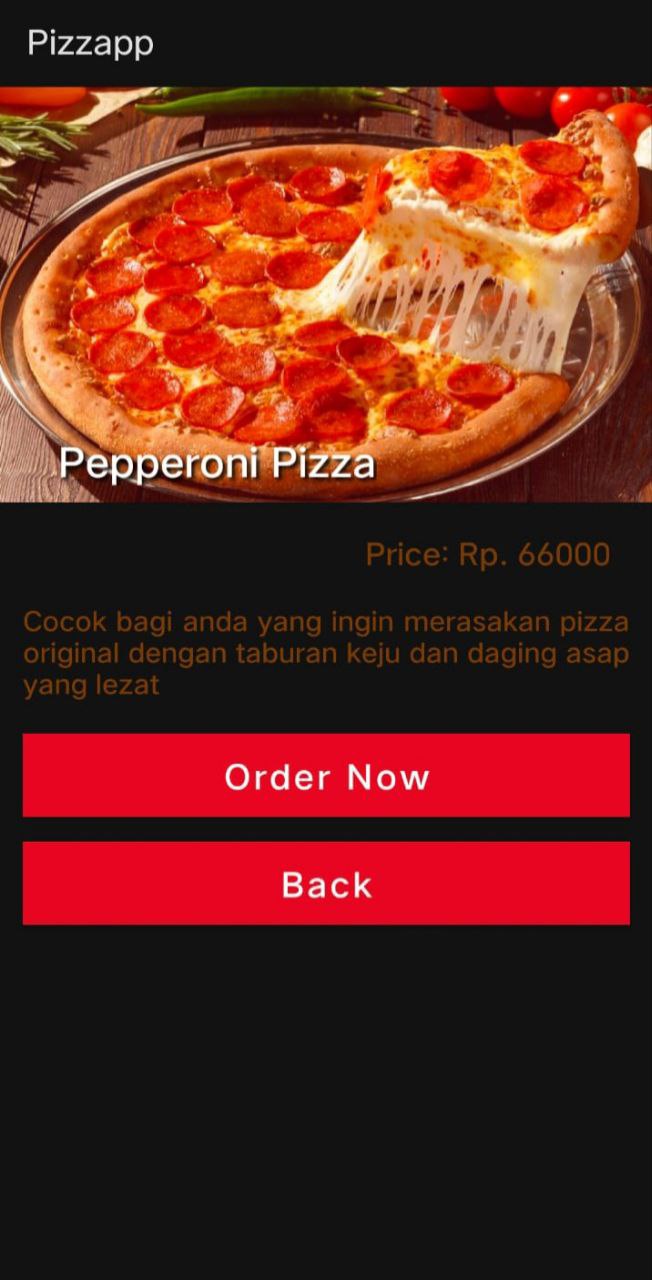 Pizzapp
Pepperoni Pizza
Price: Rp. 66000
Cocok bagi anda yang ingin merasakan pizza
original dengan taburan keju dan daging asap
yang lezat
Order Now
Back